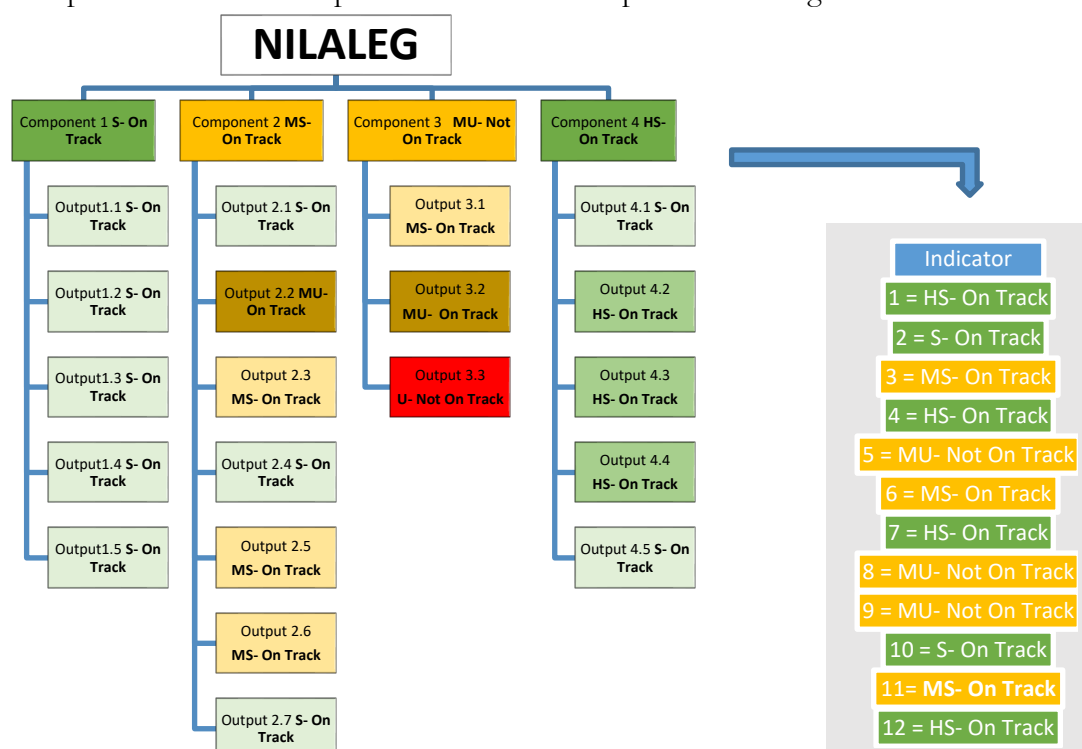 NILALEG
Component 1 S- On
Track
Component 2 MS-
On Track
Component 3 MU- Not
On Track
Component 4 HS-
On Track
Output1.1 S- On
Track
Output1.2 S- On
Track
Output1.3 S- On
Track
Output1.4 S- On
Track
Output1.5 S- On
Track
Output 2.1 S- On
Track
Output 2.2 MU-
On Track
Output 2.3
MS- On Track
Output 2.4 S- On
Track
Output 2.5
MS- On Track
Output 2.6
MS- On Track
Output 2.7 S- On
Track
Output 3.1
MS- On Track
Output 3.2
MU- On Track
Output 3.3
U- Not On Track
Output 4.1 S- On
Track
Output 4.2
HS- On Track
Output 4.3
HS- On Track
Output 4.4
HS- On Track
Output 4.5 S- On
Track
Indicator
1 = HS- On Track
2 = S- On Track
3 = MS- On Track
4 = HS- On Track
5 = MU- Not On Track
6 = MS- On Track
7 = HS- On Track
8 = MU- Not On Track
9 = MU- Not On Track
10 = S- On Track
11= MS- On Track
12 = HS- On Track